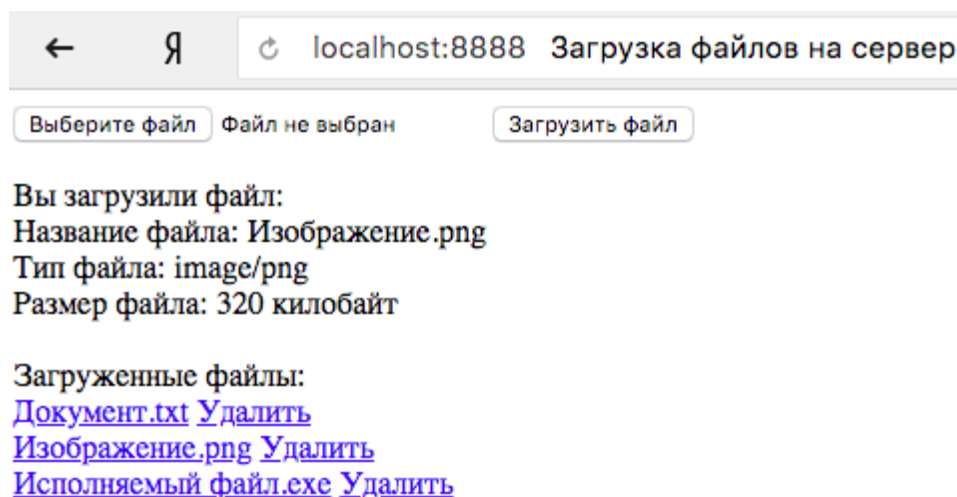 Я localhost:8888 Загрузка файлов на сервер
Выберите файл Файл не выбран Загрузить файл
Вы загрузили файл:
Название файла: Изображение.png
Тип файла: image/png
Размер файла: 320 килобайт
Загруженные файлы:
Документ.txt Удалить
Изображение.png Удалить
Исполняемый файл.exe Удалить